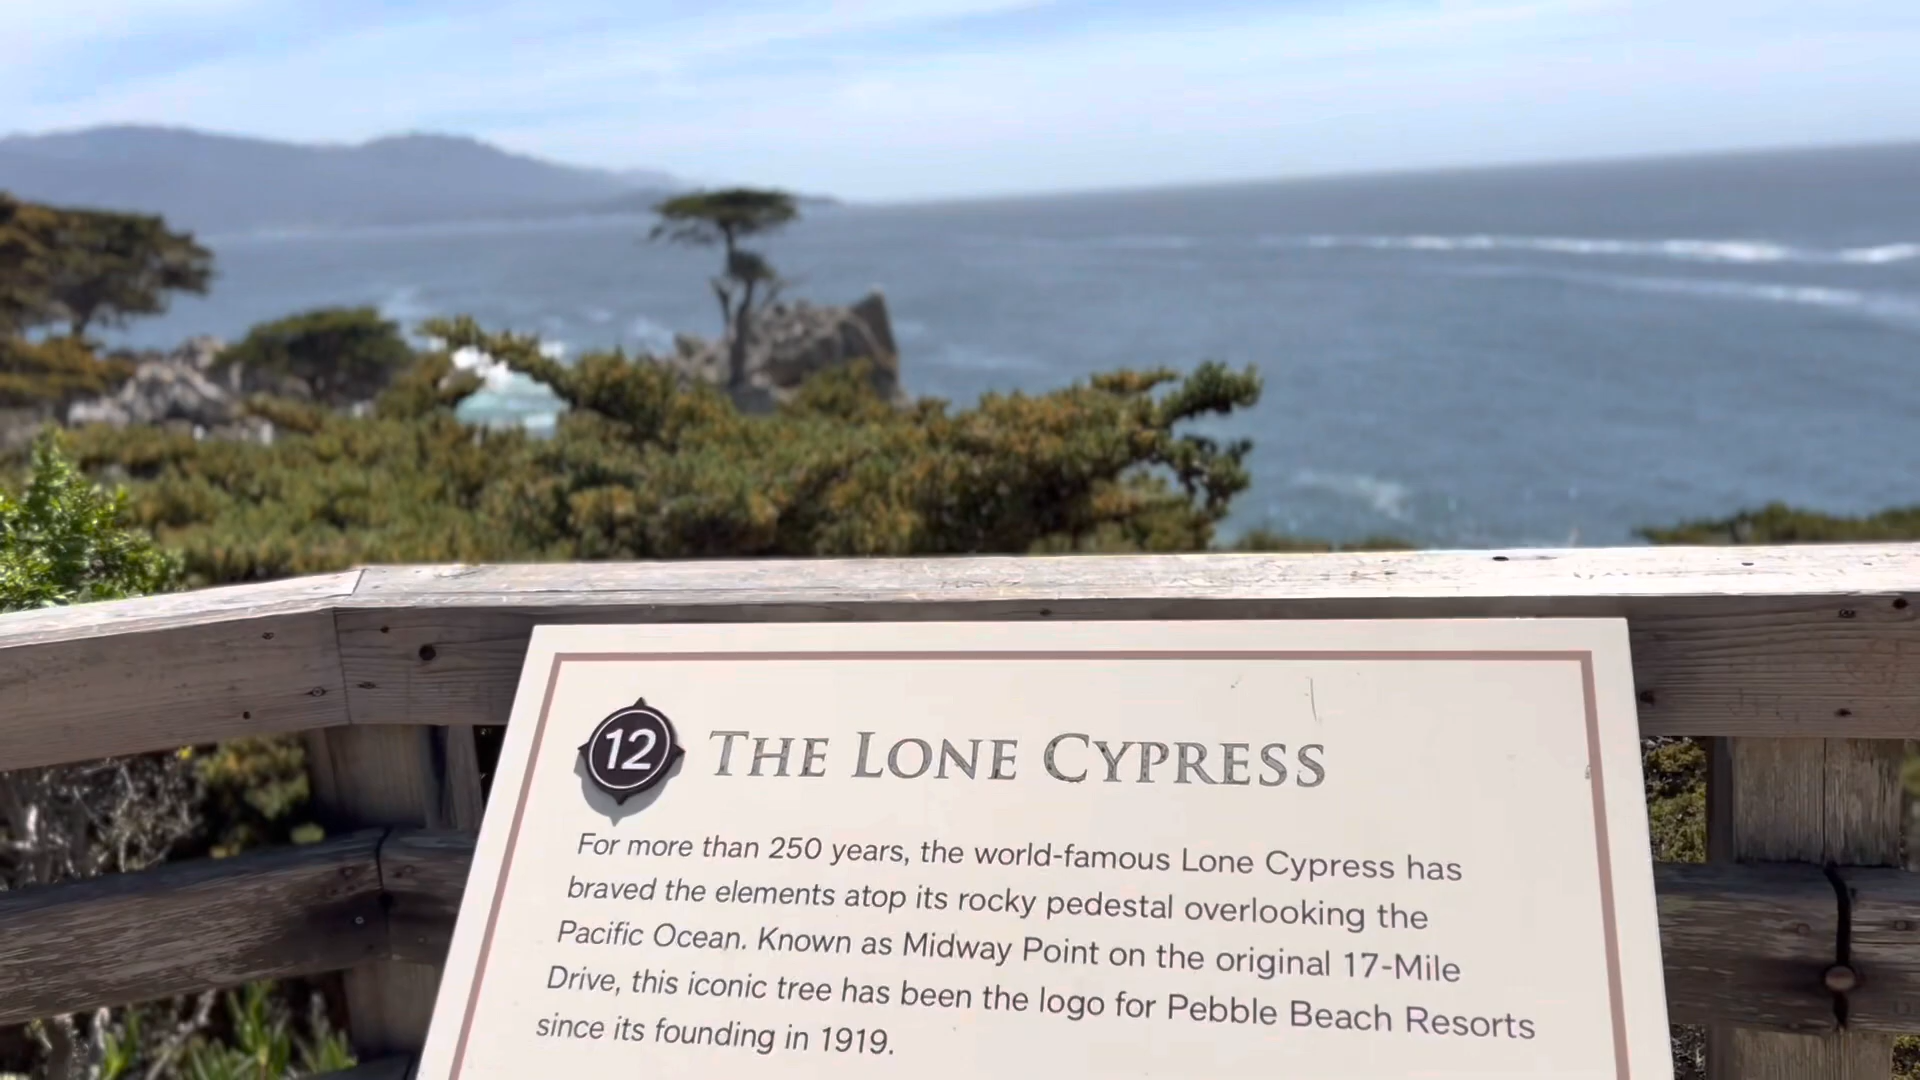 12 THE LONE CYPRESS
For more than 250 years, the world-famous Lone Cypress has
braved the elements atop its rocky pedestal overlooking the
Pacific Ocean. Known as Midway Point on the original 17-Mile
Drive, this iconic tree has been the logo for Pebble Beach Resorts
since its founding in 1919.